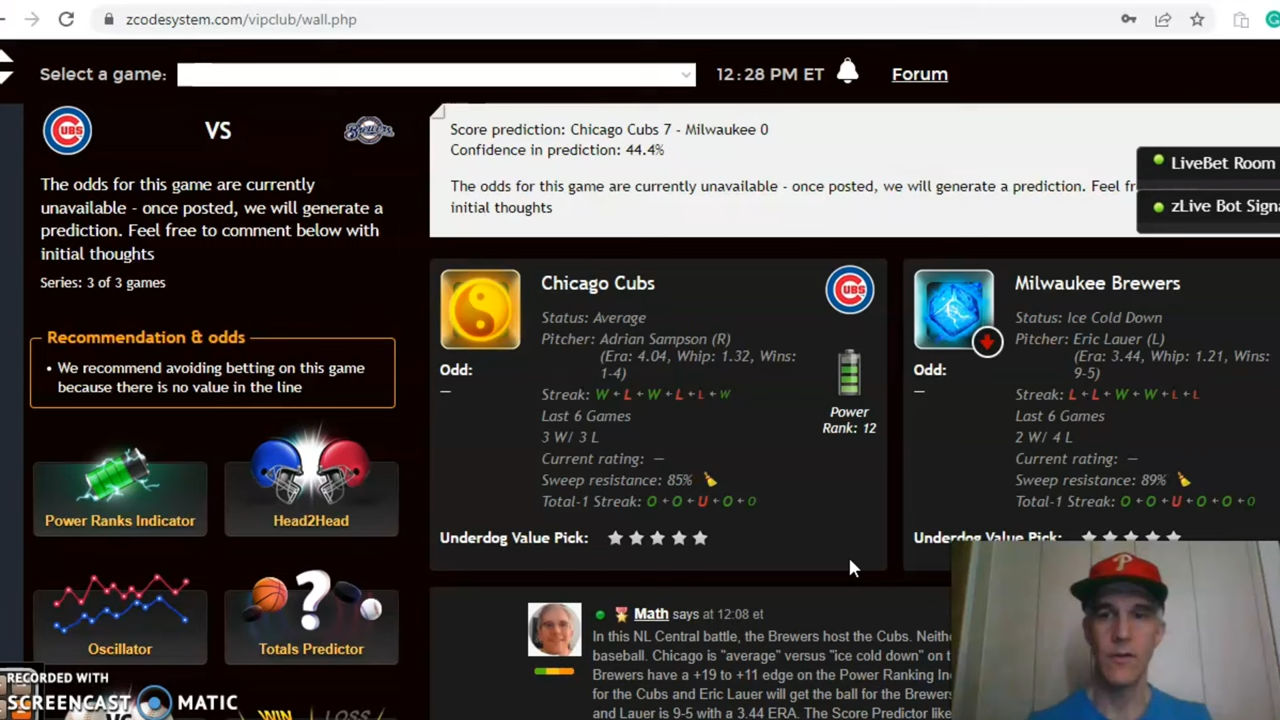 zcodesystem.com/vipclub/wall.php
Select a game:
12:28 PM ET
Forum
CUBS
VS
Brewers
The odds for this game are currently
unavailable - once posted, we will generate a
prediction. Feel free to comment below with
initial thoughts
Series: 3 of 3 games
Recommendation & odds
• We recommend avoiding betting on this game
because there is no value in the line
Power Ranks Indicator
Head2Head
Oscillator
Totals Predictor
WIN
LOSS
Score prediction: Chicago Cubs 7 - Milwaukee 0
Confidence in prediction: 44.4%
The odds for this game are currently unavailable - once posted, we will generate a prediction. Feel fr
initial thoughts
LiveBet Room
zLive Bot Signa
Chicago Cubs
CUBS
Status: Average
Pitcher: Adrian Sampson (R)
(Era: 4.04, Whip: 1.32, Wins:
1-4)
Odd:
—
Streak: W ← L ← W ← L ← L ← W
Last 6 Games
3 W/ 3 L
Current rating: —
Sweep resistance: 85%
Total-1 Streak: O ← O ← U ← O ← O
Power
Rank: 12
Underdog Value Pick:
Milwaukee Brewers
Status: Ice Cold Down
Pitcher: Eric Lauer (L)
(Era: 3.44, Whip: 1.21, Wins:
9-5)
Odd:
—
Streak: L ← L ← W ← W ← L ← L
Last 6 Games
2 W/ 4 L
Current rating: —
Sweep resistance: 89%
Total-1 Streak: O ← O ← U ← O ← O ← O
Underdog Value Pick:
Math says at 12:08 et
In this NL Central battle, the Brewers host the Cubs. Neith
baseball. Chicago is "average" versus "ice cold down" on t
Brewers have a +19 to +11 edge on the Power Ranking In
for the Cubs and Eric Lauer will get the ball for the Brewers
and Lauer is 9-5 with a 3.44 ERA. The Score Predictor like
P
RECORDED WITH
SCREENCAST MATIC